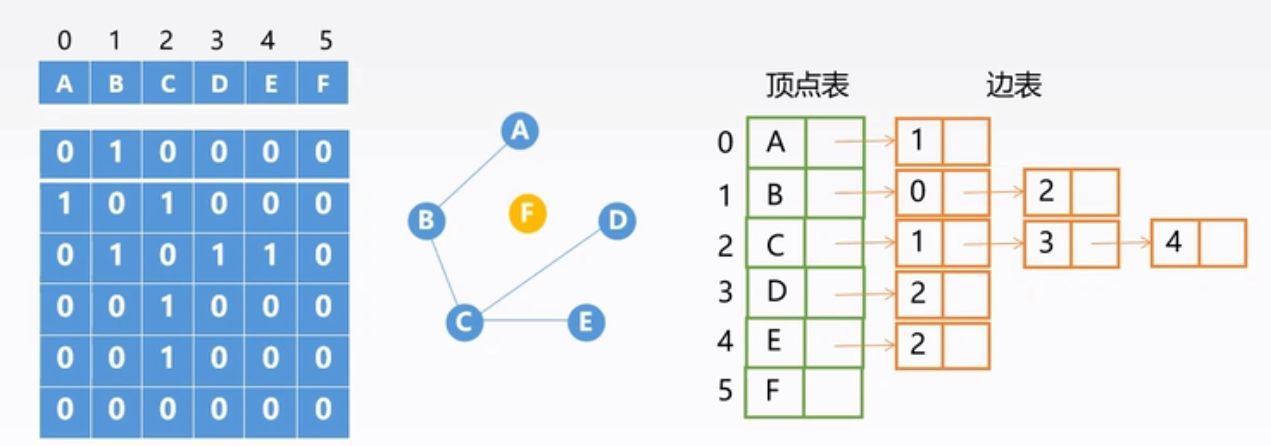 0 1 2 3 4 5
A B C D E F
0 1 0 0 0 0
1 0 1 0 0 0
0 1 0 1 1 0
0 0 1 0 0 0
0 0 1 0 0 0
0 0 0 0 0 0
A
B
F
D
C
E
顶点表 边表
0 A 1
1 B 0 2
2 C 1 3 4
3 D 2
4 E 2
5 F